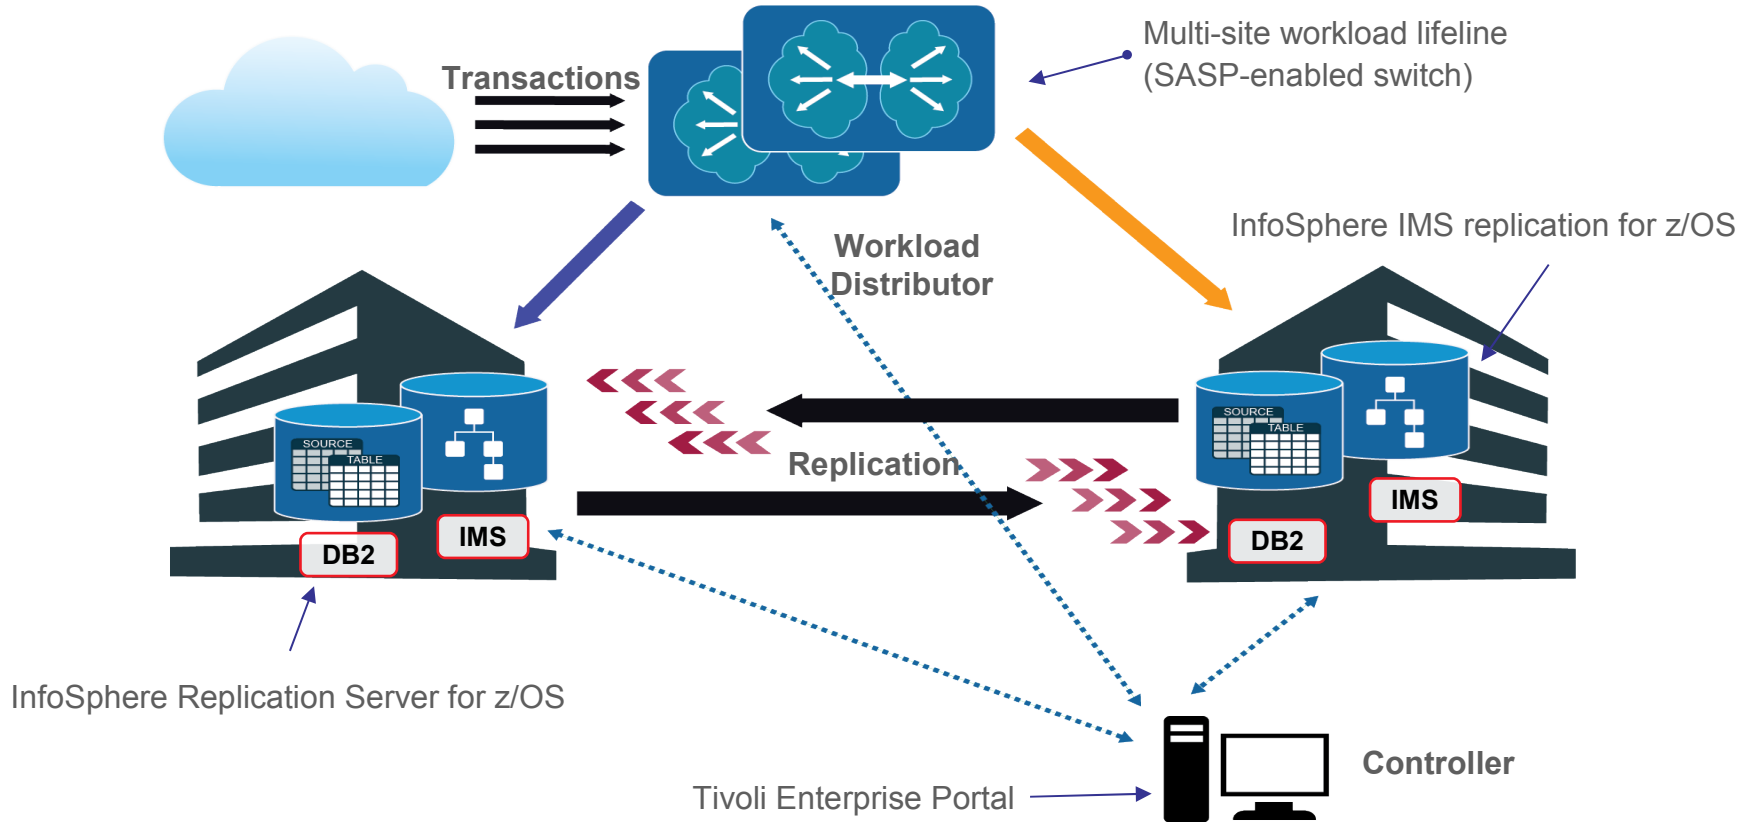 Transactions
Multi-site workload lifeline
(SASP-enabled switch)
InfoSphere IMS replication for z/OS
Workload
Distributor
SOURCE
TABLE
SOURCE
TABLE
Replication
IMS
DB2
IMS
DB2
InfoSphere Replication Server for z/OS
Controller
Tivoli Enterprise Portal